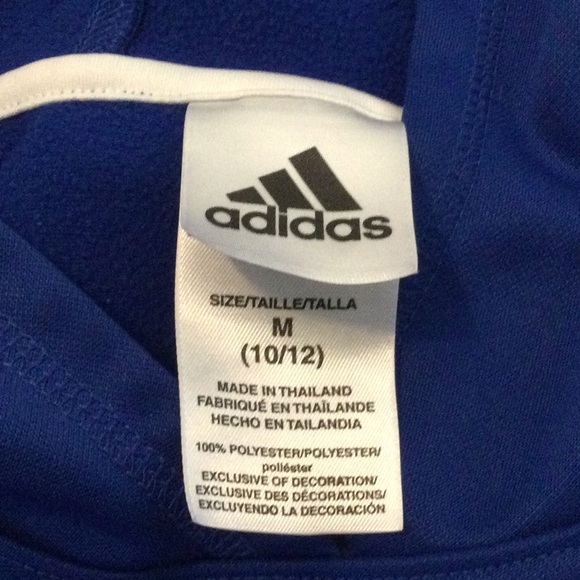 adidas
SIZE/TAILLE/TALLA
M
(10/12)
MADE IN THAILAND
FABRIQUÉ EN THAÏLANDE
HECHO EN TAILANDIA
100% POLYESTER/POLYESTER/
poliéster
EXCLUSIVE OF DECORATION/
EXCLUSIVE DES DÉCORATIONS/
EXCLUYENDO LA DECORACIÓN